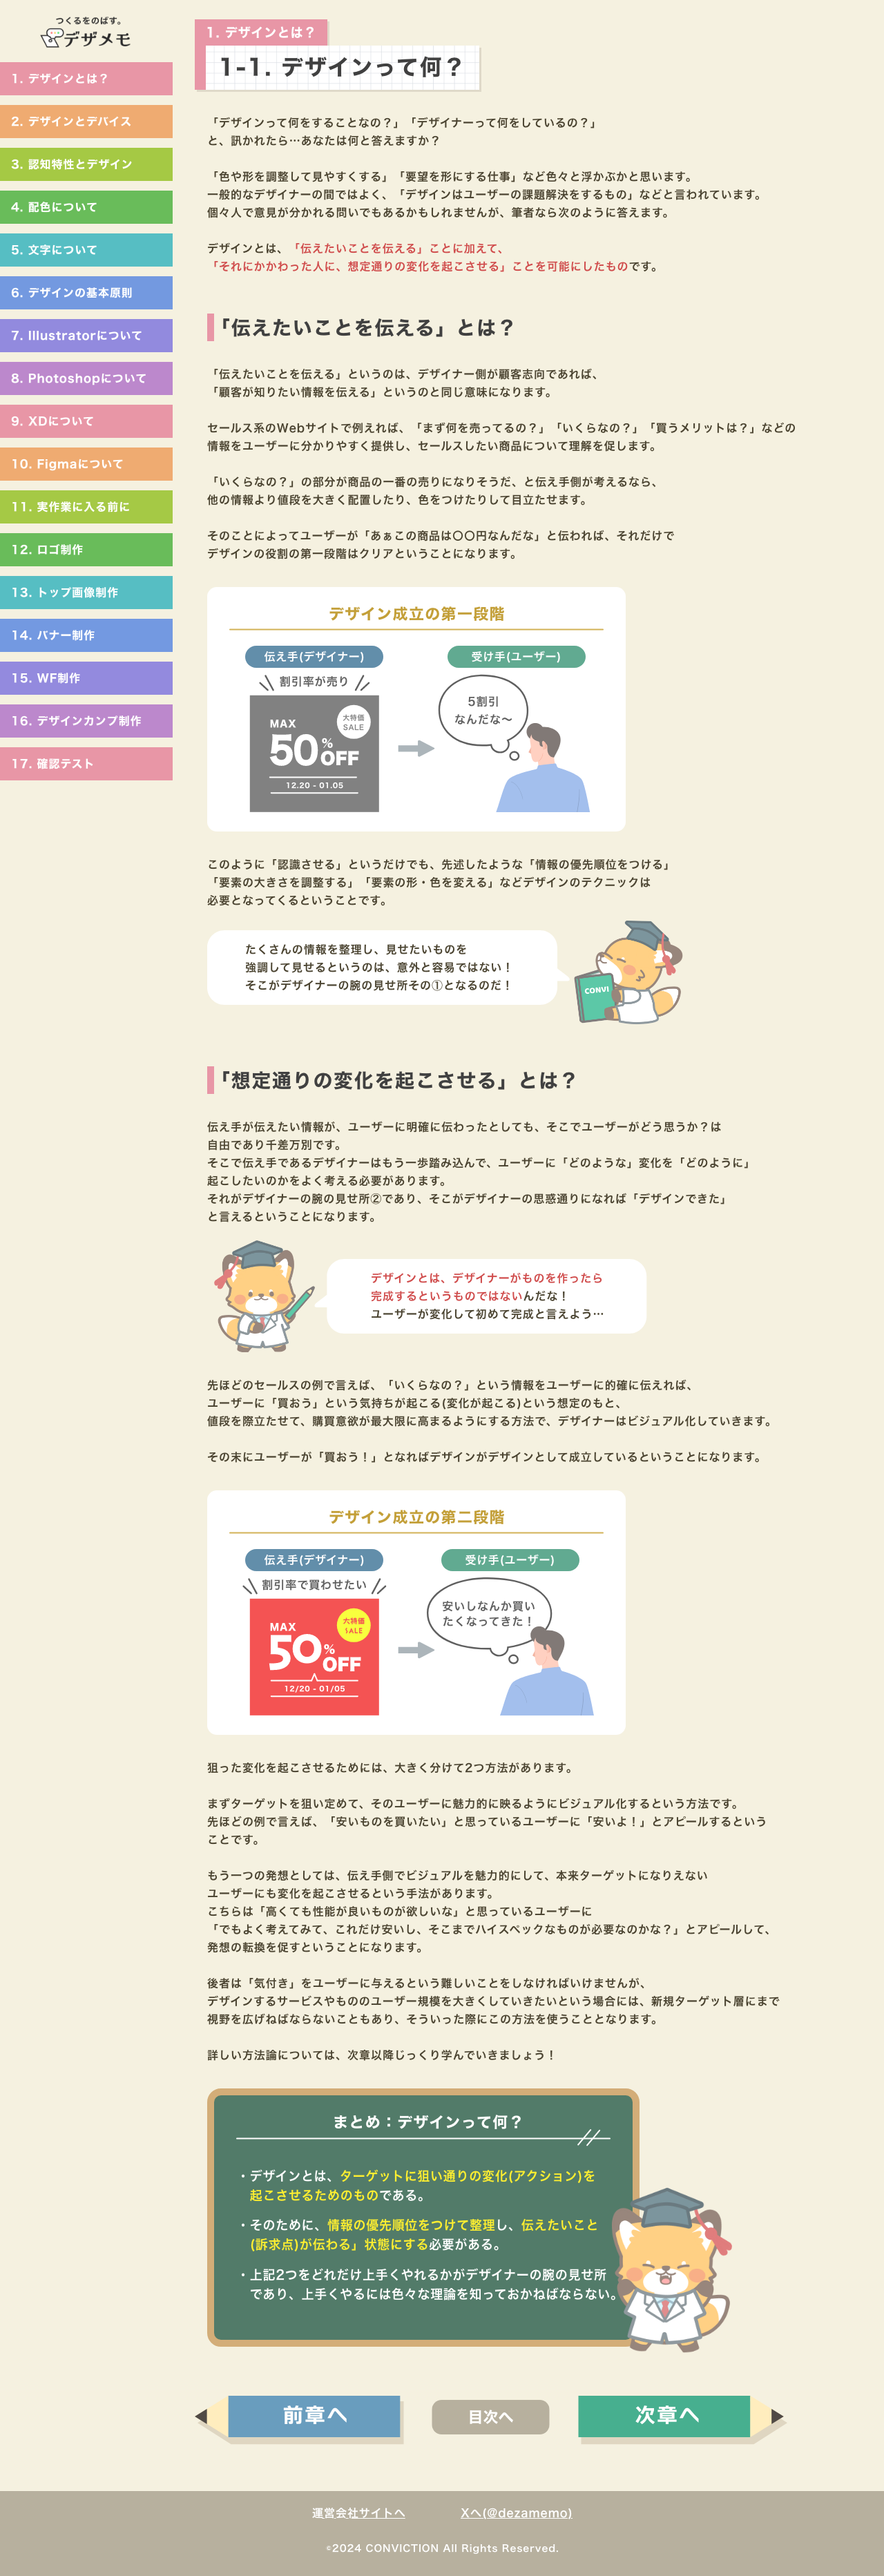 つくるをのばす。
デザメモ
1. デザインとは？
2. デザインとデバイス
3. 認知特性とデザイン
4. 配色について
5. 文字について
6. デザインの基本原則
7. Illustratorについて
8. Photoshopについて
9. XDについて
10. Figmaについて
11. 実作業に入る前に
12. ロゴ制作
13. トップ画像制作
14. バナー制作
15. WF制作
16. デザインカンプ制作
17. 確認テスト
1. デザインとは？
1-1. デザインって何？
「デザインって何をすることなの？」「デザイナーって何をしているの？」
と、訊かれたら…あなたは何と答えますか？
「色や形を調整して見やすくする」「要望を形にする仕事」など色々と浮かぶかと思います。
一般的なデザイナーの間ではよく、「デザインはユーザーの課題解決をするもの」などと言われています。
個々人で意見が分かれる問いでもあるかもしれませんが、筆者なら次のように答えます。
デザインとは、「伝えたいことを伝える」ことに加えて、
「それにかかわった人に、想定通りの変化を起こさせる」ことを可能にしたものです。
「伝えたいことを伝える」とは？
「伝えたいことを伝える」というのは、デザイナー側が顧客志向であれば、
「顧客が知りたい情報を伝える」というのと同じ意味になります。
セールス系のWebサイトで例えれば、「まず何を売ってるの？」「いくらなの？」「買うメリットは？」などの
情報をユーザーに分かりやすく提供し、セールスしたい商品について理解を促します。
「いくらなの？」の部分が商品の一番の売りになりそうだ、と伝え手側が考えるなら、
他の情報より値段を大きく配置したり、色をつけたりして目立たせます。
そのことによってユーザーが「あぁこの商品は〇〇円なんだな」と伝われば、それだけで
デザインの役割の第一段階はクリアということになります。
デザイン成立の第一段階
伝え手(デザイナー)
受け手(ユーザー)
割引率が売り
5割引
なんだな〜
大特価
SALE
MAX
50%OFF
12.20 - 01.05
このように「認識させる」というだけでも、先述したような「情報の優先順位をつける」
「要素の大きさを調整する」「要素の形・色を変える」などデザインのテクニックは
必要となってくるということです。
たくさんの情報を整理し、見せたいものを
強調して見せるというのは、意外と容易ではない！
そこがデザイナーの腕の見せ所その①となるのだ！
CONVI
「想定通りの変化を起こさせる」とは？
伝え手が伝えたい情報が、ユーザーに明確に伝わったとしても、そこでユーザーがどう思うか？は
自由であり千差万別です。
そこで伝え手であるデザイナーはもう一歩踏み込んで、ユーザーに「どのような」変化を「どのように」
起こしたいのかをよく考える必要があります。
それがデザイナーの腕の見せ所②であり、そこがデザイナーの思惑通りになれば「デザインできた」
と言えるということになります。
デザインとは、デザイナーがものを作ったら
完成するというものではないんだな！
ユーザーが変化して初めて完成と言えよう…
先ほどのセールスの例で言えば、「いくらなの？」という情報をユーザーに的確に伝えれば、
ユーザーに「買おう」という気持ちが起こる(変化が起こる)という想定のもと、
値段を際立たせて、購買意欲が最大限に高まるようにする方法で、デザイナーはビジュアル化していきます。
その末にユーザーが「買おう！」となればデザインがデザインとして成立しているということになります。
デザイン成立の第二段階
伝え手(デザイナー)
受け手(ユーザー)
割引率で買わせたい
安いしなんか買い
たくなってきた！
大特価
SALE
MAX
50%OFF
12/20 - 01/05
狙った変化を起こさせるためには、大きく分けて2つ方法があります。
まずターゲットを狙い定めて、そのユーザーに魅力的に映るようにビジュアル化するという方法です。
先ほどの例で言えば、「安いものを買いたい」と思っているユーザーに「安いよ！」とアピールするという
ことです。
もう一つの発想としては、伝え手側でビジュアルを魅力的にして、本来ターゲットになりえない
ユーザーにも変化を起こさせるという手法があります。
こちらは「高くても性能が良いものが欲しいな」と思っているユーザーに
「でもよく考えてみて、これだけ安いし、そこまでハイスペックなものが必要なのかな？」とアピールして、
発想の転換を促すということになります。
後者は「気付き」をユーザーに与えるという難しいことをしなければいけませんが、
デザインするサービスやもののユーザー規模を大きくしていきたいという場合には、新規ターゲット層にまで
視野を広げねばならないこともあり、そういった際にこの方法を使うこととなります。
詳しい方法論については、次章以降じっくり学んでいきましょう！
まとめ：デザインって何？
・デザインとは、ターゲットに狙い通りの変化(アクション)を
起こさせるためのものである。
・そのために、情報の優先順位をつけて整理し、伝えたいこと
(訴求点)が伝わる」状態にする必要がある。
・上記2つをどれだけ上手くやれるかがデザイナーの腕の見せ所
であり、上手くやるには色々な理論を知っておかねばならない。
前章へ
目次へ
次章へ
運営会社サイトへ
Xへ(@dezamemo)
©2024 CONVICTION All Rights Reserved.